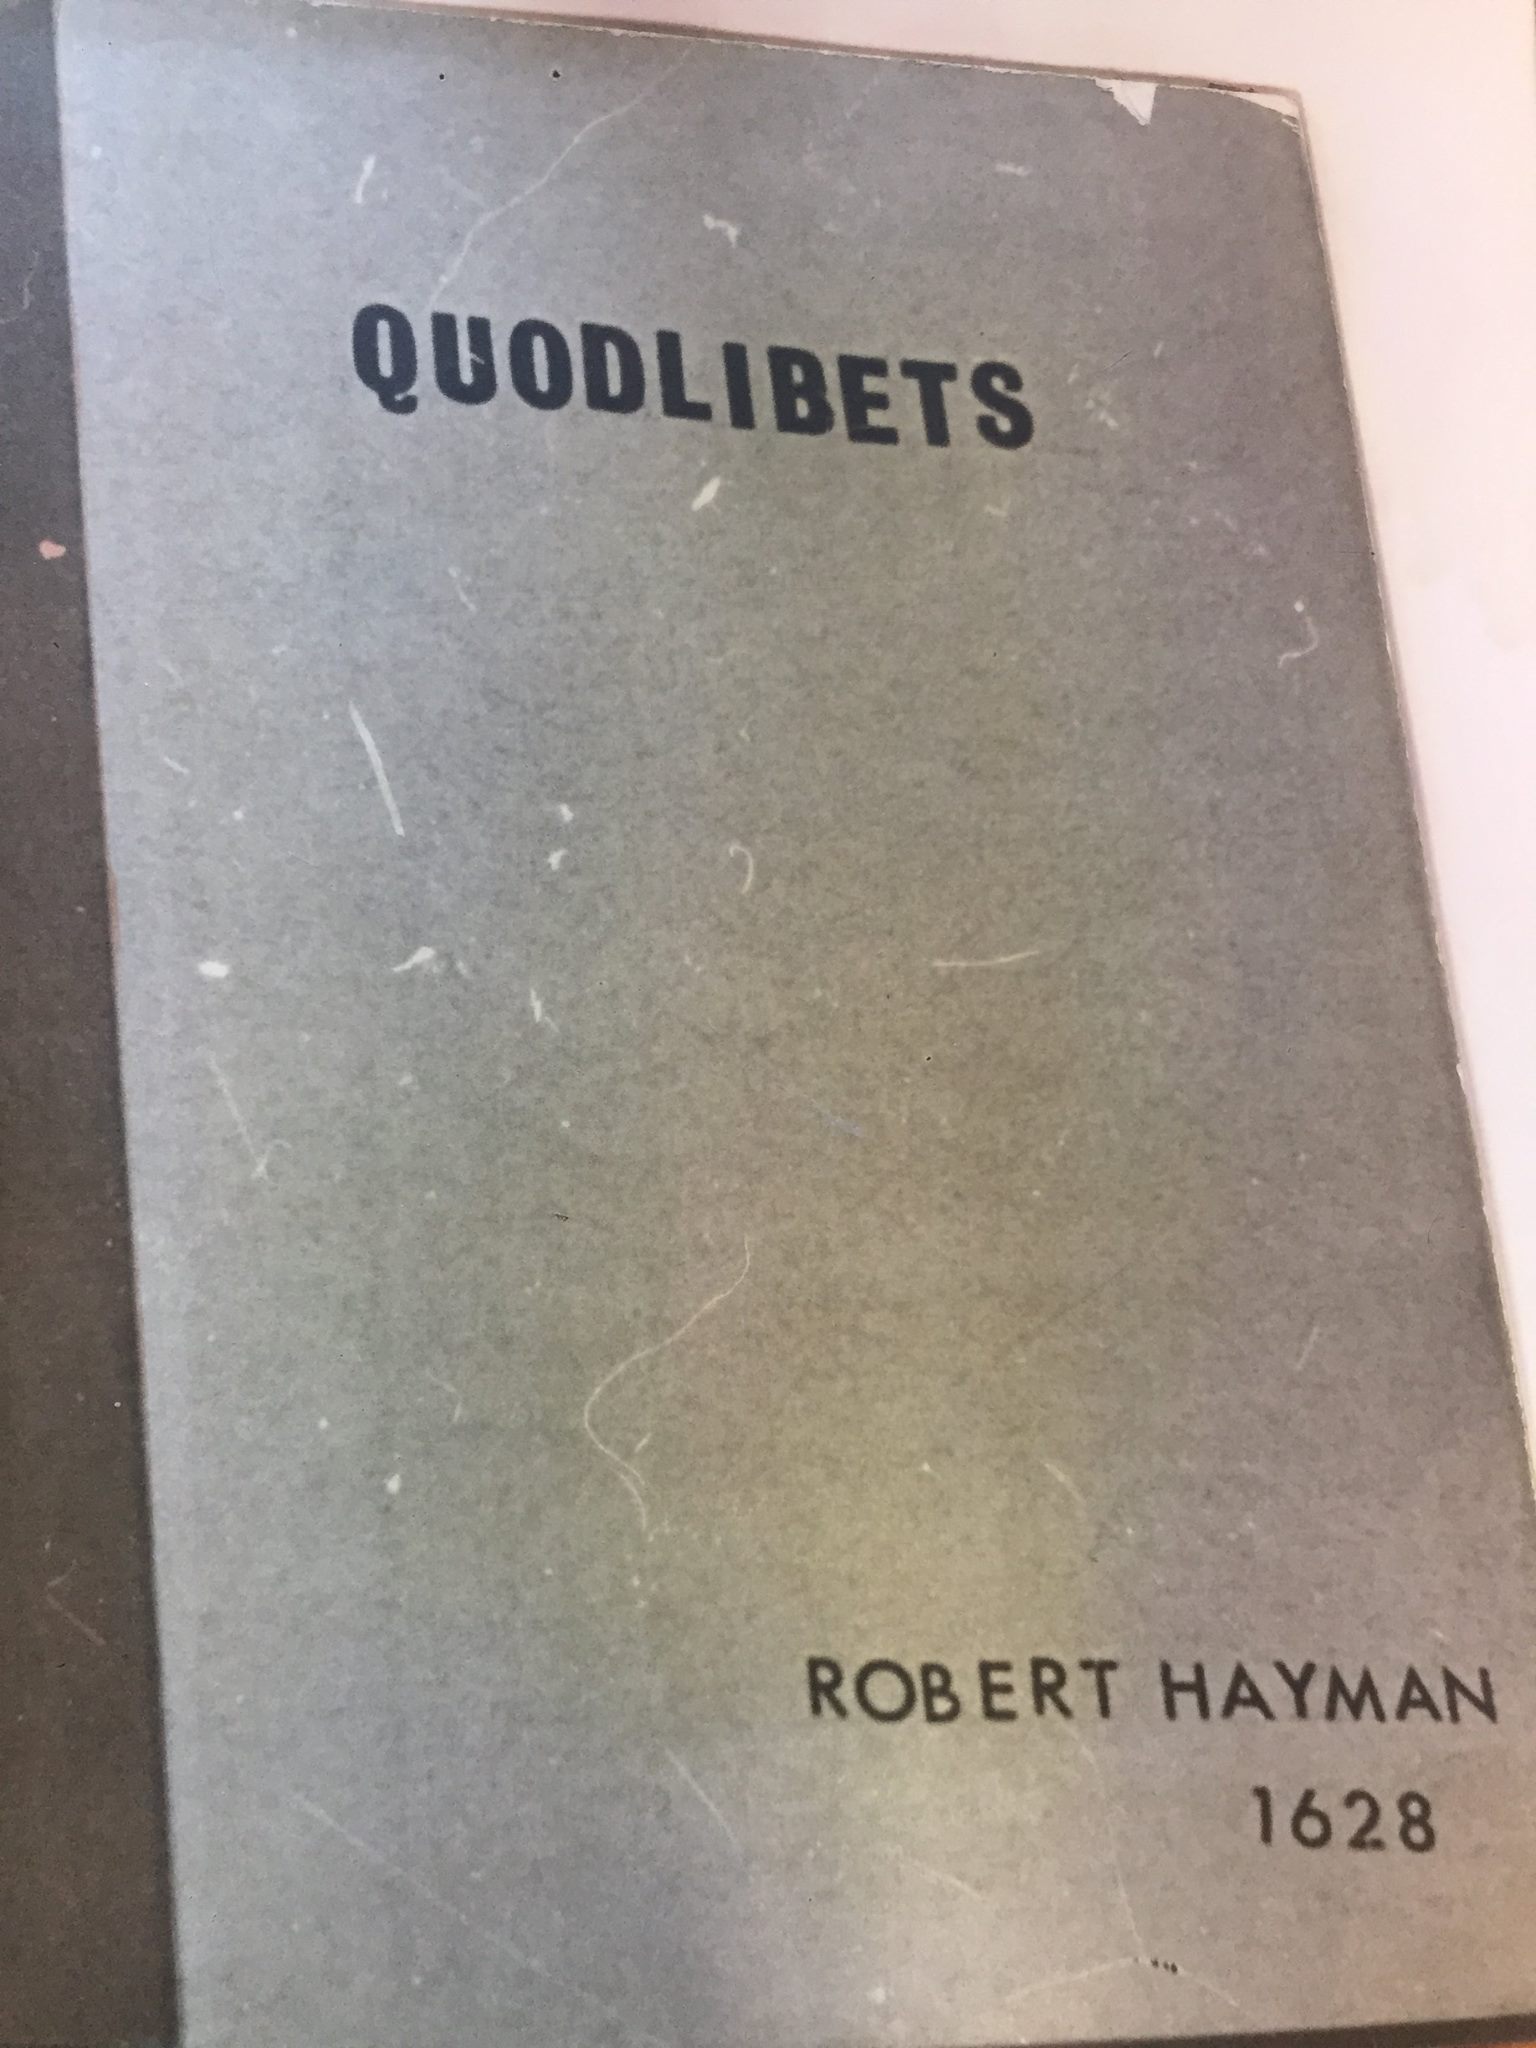 QUODLIBETS
ROBERT HAYMAN
1628